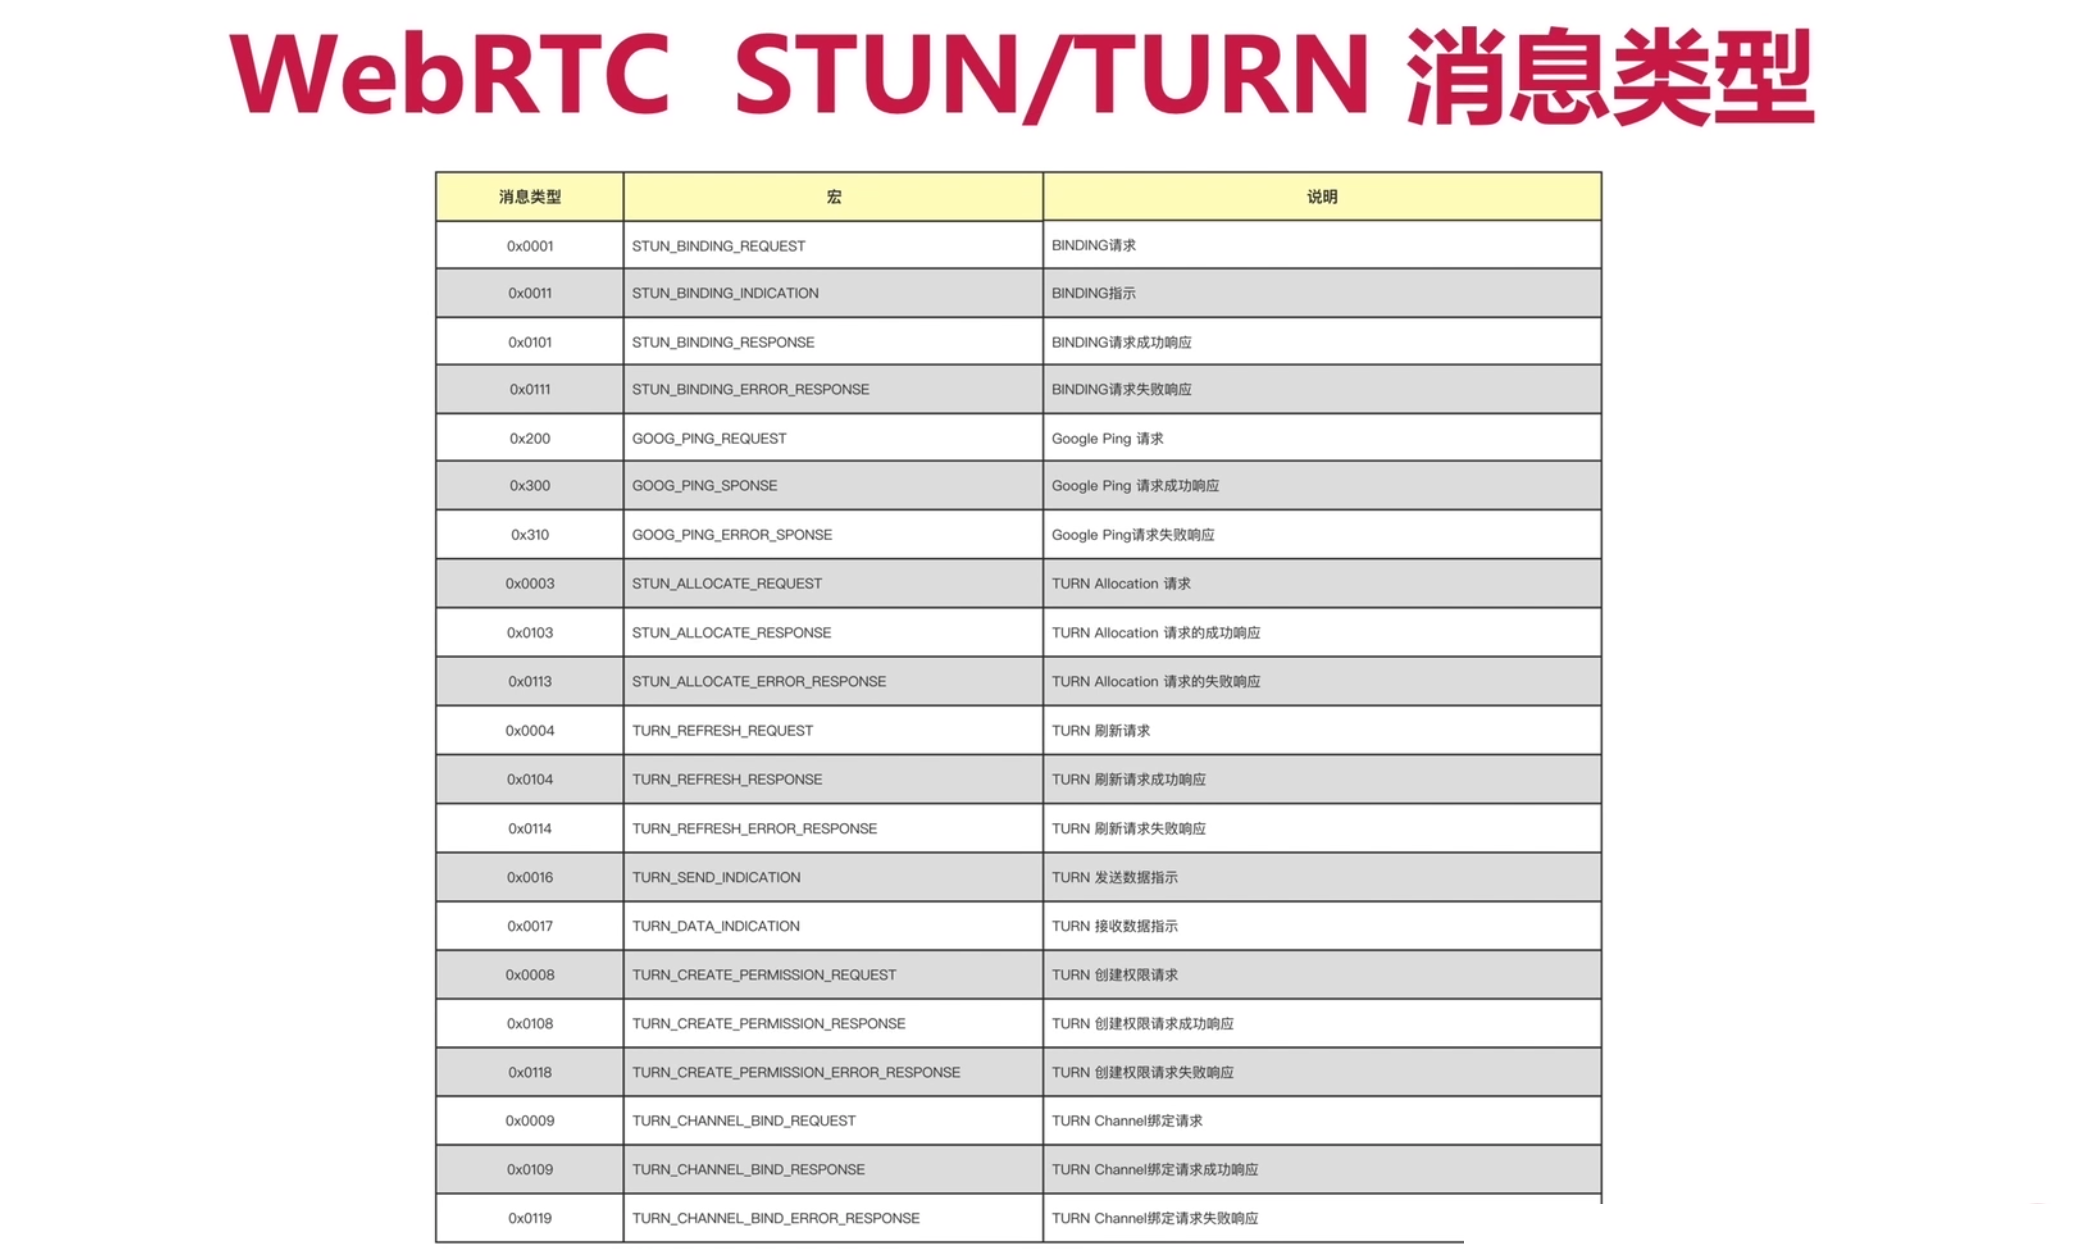 WebRTC STUN/TURN 消息类型
消息类型 宏 说明
0x0001 STUN_BINDING_REQUEST BINDING请求
0x0011 STUN_BINDING_INDICATION BINDING指示
0x0101 STUN_BINDING_RESPONSE BINDING请求成功响应
0x0111 STUN_BINDING_ERROR_RESPONSE BINDING请求失败响应
0x200 GOOG_PING_REQUEST Google Ping 请求
0x300 GOOG_PING_SPONSE Google Ping 请求成功响应
0x310 GOOG_PING_ERROR_SPONSE Google Ping请求失败响应
0x0003 STUN_ALLOCATE_REQUEST TURN Allocation 请求
0x0103 STUN_ALLOCATE_RESPONSE TURN Allocation 请求的成功响应
0x0113 STUN_ALLOCATE_ERROR_RESPONSE TURN Allocation 请求的失败响应
0x0004 TURN_REFRESH_REQUEST TURN 刷新请求
0x0104 TURN_REFRESH_RESPONSE TURN 刷新请求成功响应
0x0114 TURN_REFRESH_ERROR_RESPONSE TURN 刷新请求失败响应
0x0016 TURN_SEND_INDICATION TURN 发送数据指示
0x0017 TURN_DATA_INDICATION TURN 接收数据指示
0x0008 TURN_CREATE_PERMISSION_REQUEST TURN 创建权限请求
0x0108 TURN_CREATE_PERMISSION_RESPONSE TURN 创建权限请求成功响应
0x0118 TURN_CREATE_PERMISSION_ERROR_RESPONSE TURN 创建权限请求失败响应
0x0009 TURN_CHANNEL_BIND_REQUEST TURN Channel绑定请求
0x0109 TURN_CHANNEL_BIND_RESPONSE TURN Channel绑定请求成功响应
0x0119 TURN_CHANNEL_BIND_ERROR_RESPONSE TURN Channel绑定请求失败响应